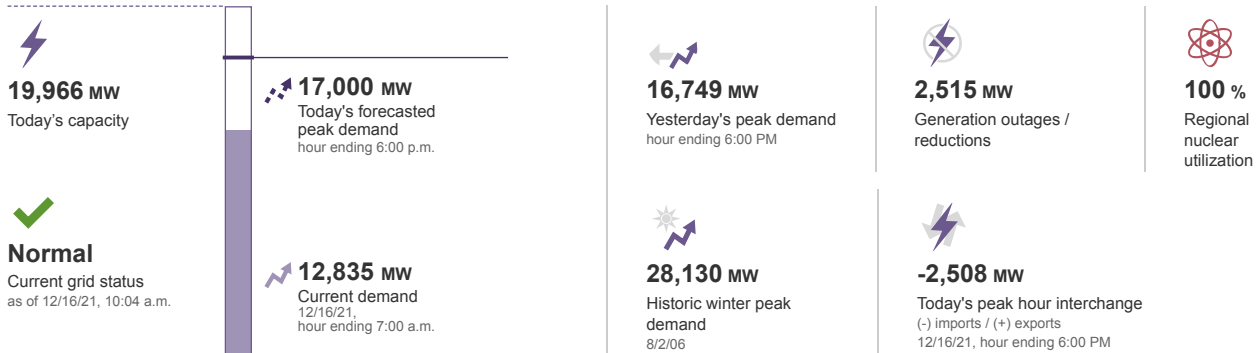 19,966 MW
Today's capacity
Normal
Current grid status
as of 12/16/21, 10:04 a.m.
17,000 MW
Today's forecasted
peak demand
hour ending 6:00 p.m.
12,835 MW
Current demand
12/16/21,
hour ending 7:00 a.m.
16,749 MW
Yesterday's peak demand
hour ending 6:00 PM
2,515 MW
Generation outages /
reductions
100 %
Regional
nuclear
utilization
28,130 MW
Historic winter peak
demand
8/2/06
-2,508 MW
Today's peak hour interchange
(-) imports / (+) exports
12/16/21, hour ending 6:00 PM